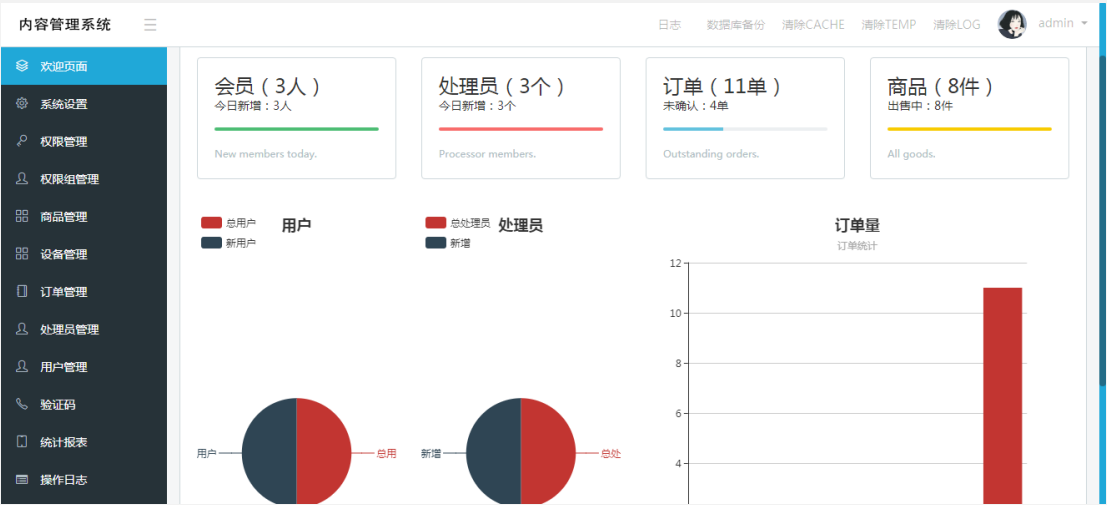 内容管理系统
日志 数据库备份 清除CACHE 清除TEMP 清除LOG admin
欢迎页面
系统设置
权限管理
权限组管理
商品管理
设备管理
订单管理
处理员管理
用户管理
验证码
统计报表
操作日志
会员（3人）
今日新增：3人
New members today.
处理员（3个）
今日新增：3个
Processor members.
订单（11单）
未确认：4单
Outstanding orders.
商品（8件）
出售中：8件
All goods.
总用户
新用户
用户
用户
总用
总处理员
新增
处理员
新增
总处
订单量
订单统计
12
10
8
6
4